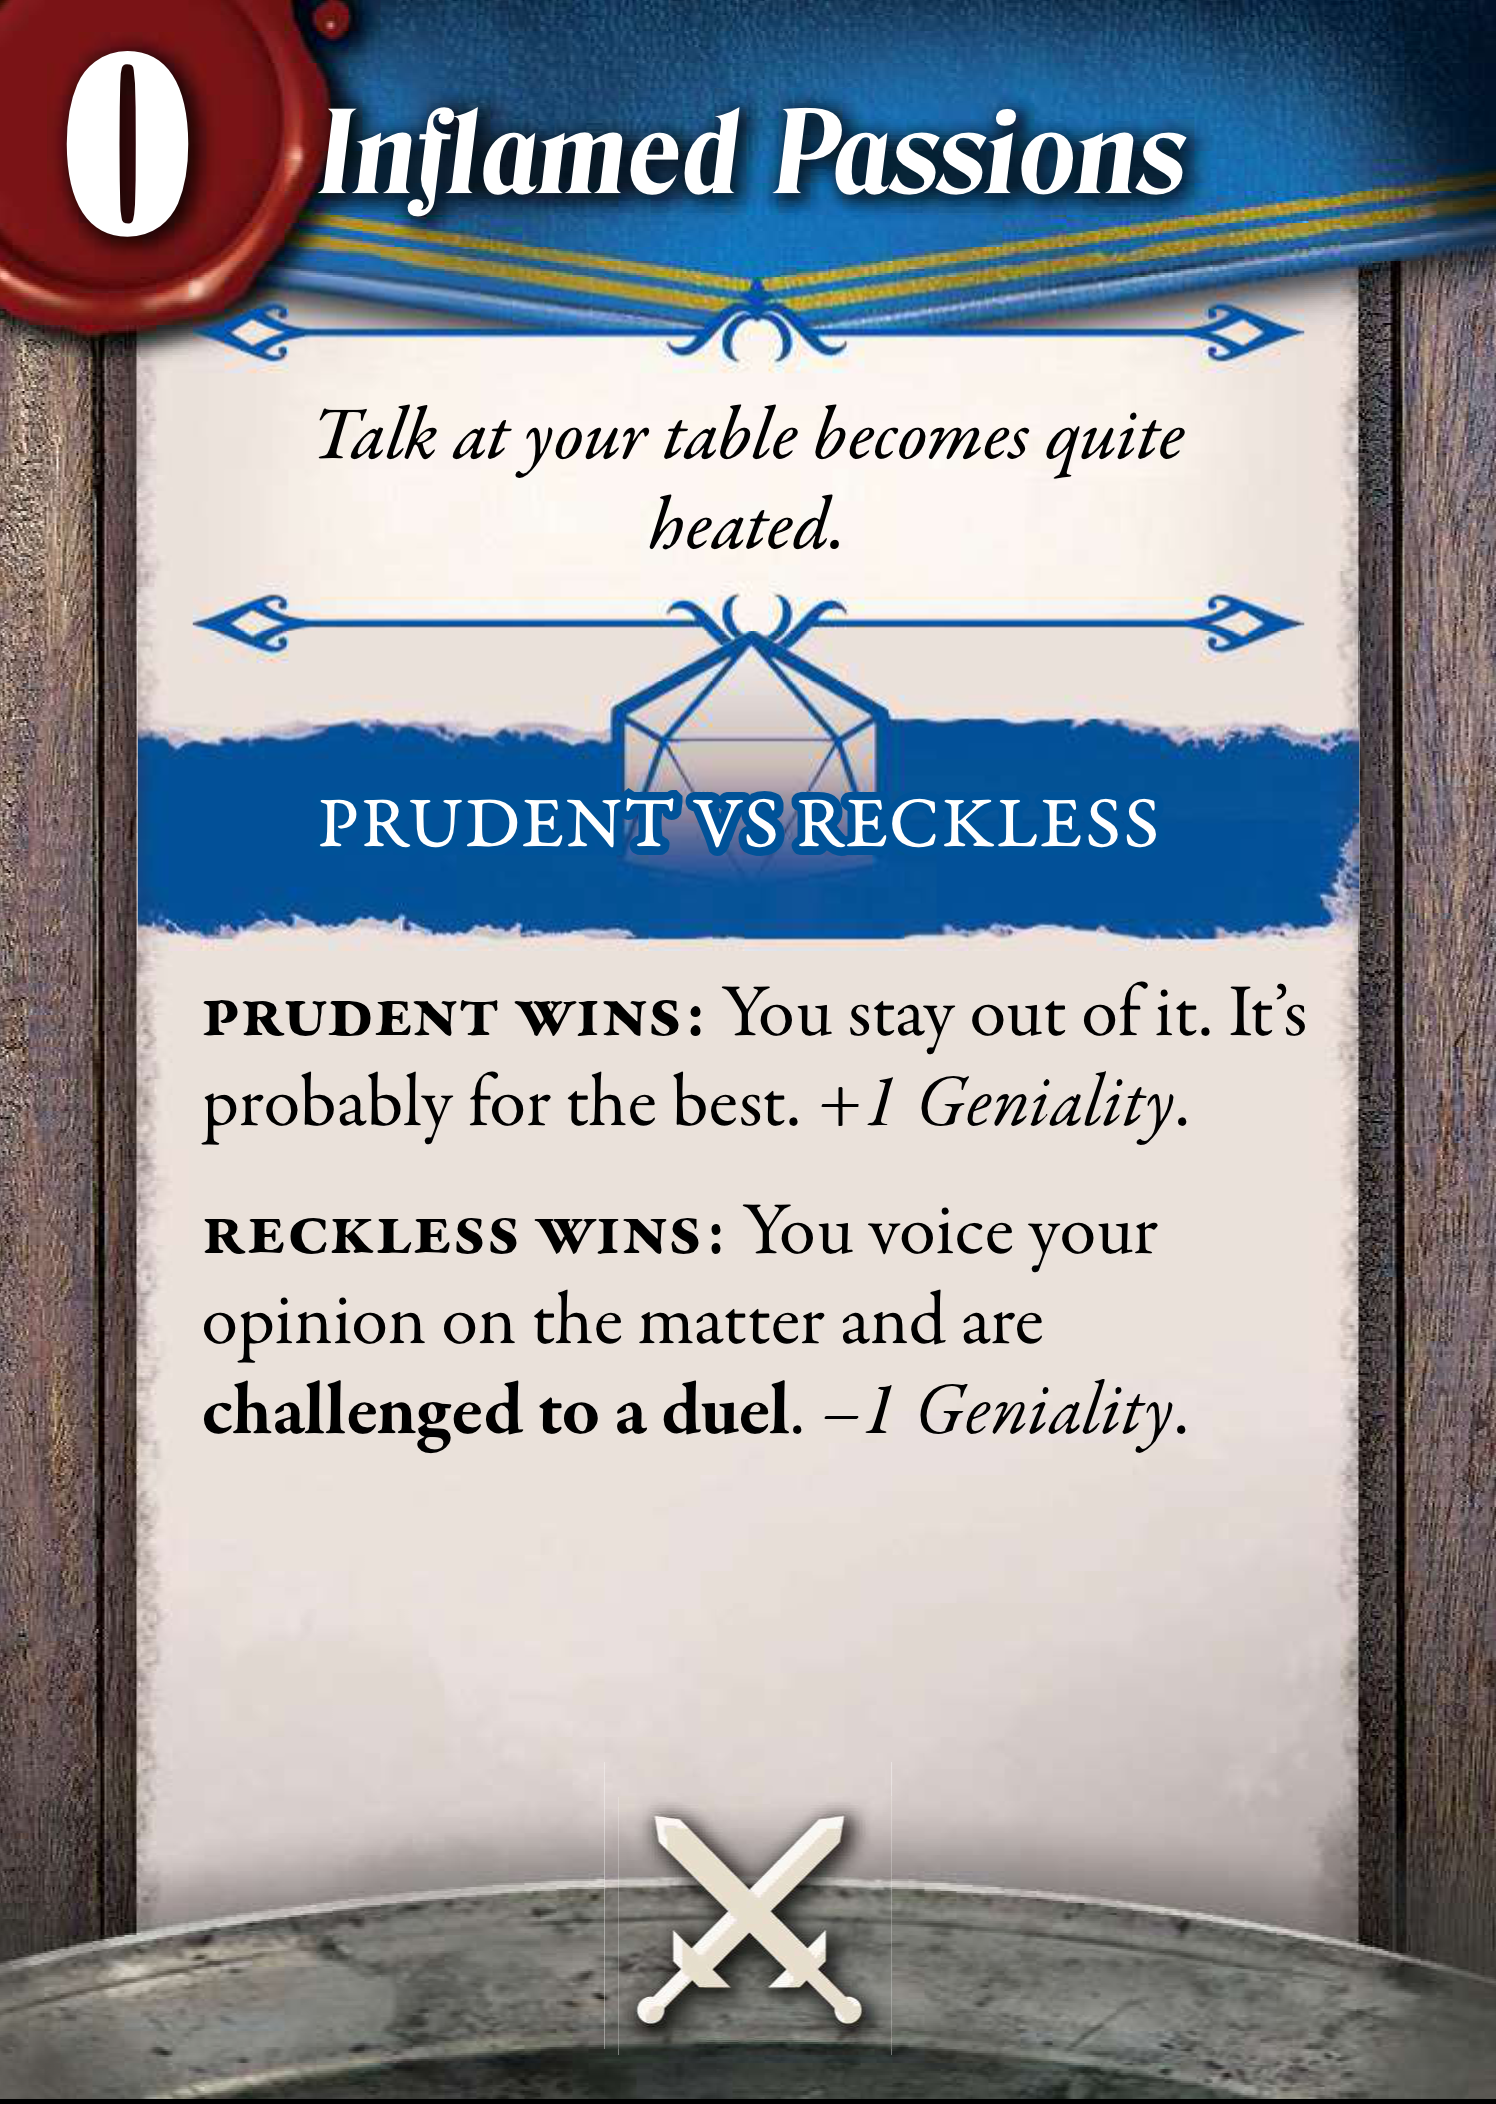 0
Inflamed Passions
Talk at your table becomes quite
heated.
PRUDENT VS RECKLESS
PRUDENT WINS: You stay out of it. It’s
probably for the best. +1 Geniality.
RECKLESS WINS: You voice your
opinion on the matter and are
challenged to a duel. –1 Geniality.